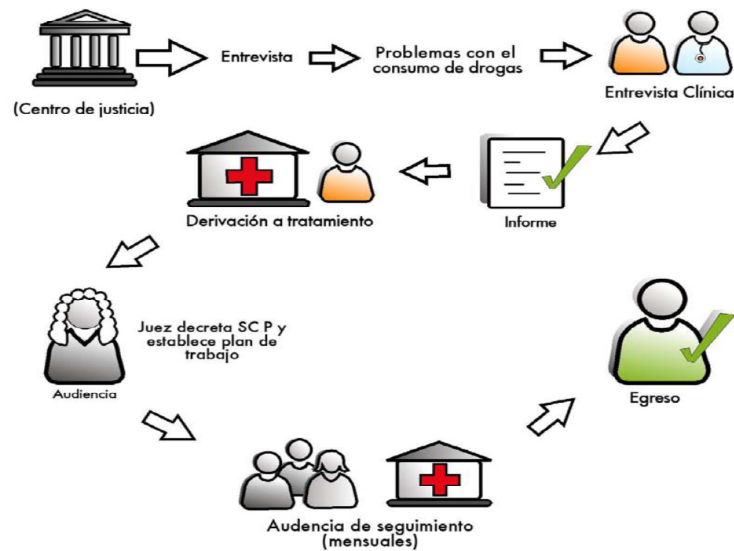 (Centro de justicia)
Entrevista
Problemas con el
consumo de drogas
Entrevista Clínica
Informe
Derivación a tratamiento
Audiencia
Juez decreta SC P y
establece plan de
trabajo
Audencia de seguimiento
(mensuales)
Egreso